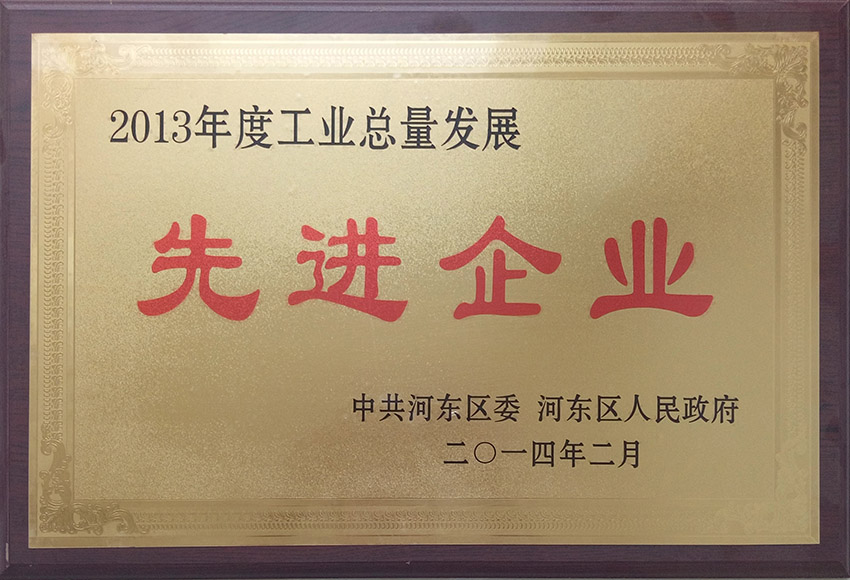 2013年度工业总量发展
先进企业
中共河东区委 河东区人民政府
二〇一四年二月